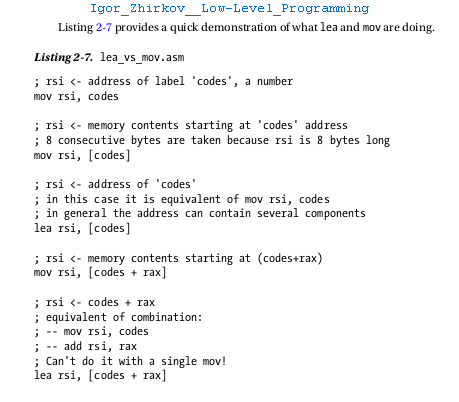 Igor_Zhirkov__Low-Level_Programming
Listing 2-7 provides a quick demonstration of what lea and mov are doing.
Listing 2-7. lea_vs_mov.asm
; rsi <- address of label 'codes', a number
mov rsi, codes
; rsi <- memory contents starting at 'codes' address
; 8 consecutive bytes are taken because rsi is 8 bytes long
mov rsi, [codes]
; rsi <- address of 'codes'
; in this case it is equivalent of mov rsi, codes
; in general the address can contain several components
lea rsi, [codes]
; rsi <- memory contents starting at (codes+rax)
mov rsi, [codes + rax]
; rsi <- codes + rax
; equivalent of combination:
; -- mov rsi, codes
; -- add rsi, rax
; Can't do it with a single mov!
lea rsi, [codes + rax]